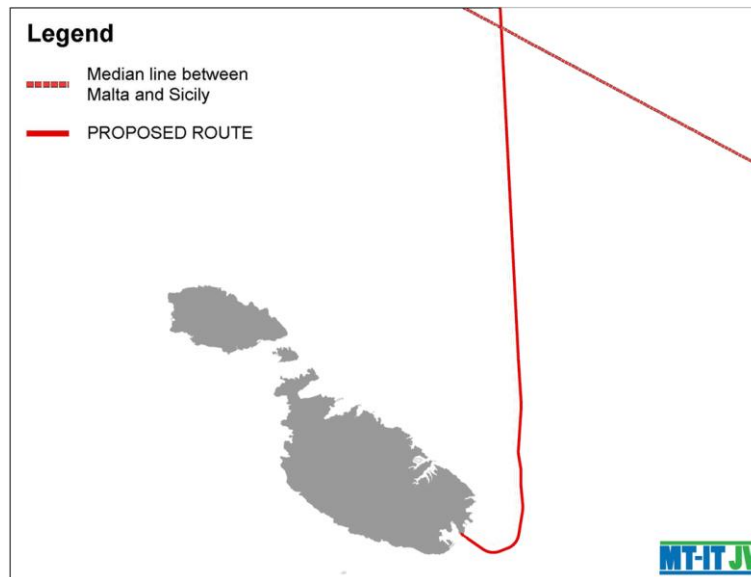 Legend
Median line between
Malta and Sicily
PROPOSED ROUTE
MT-IT JV